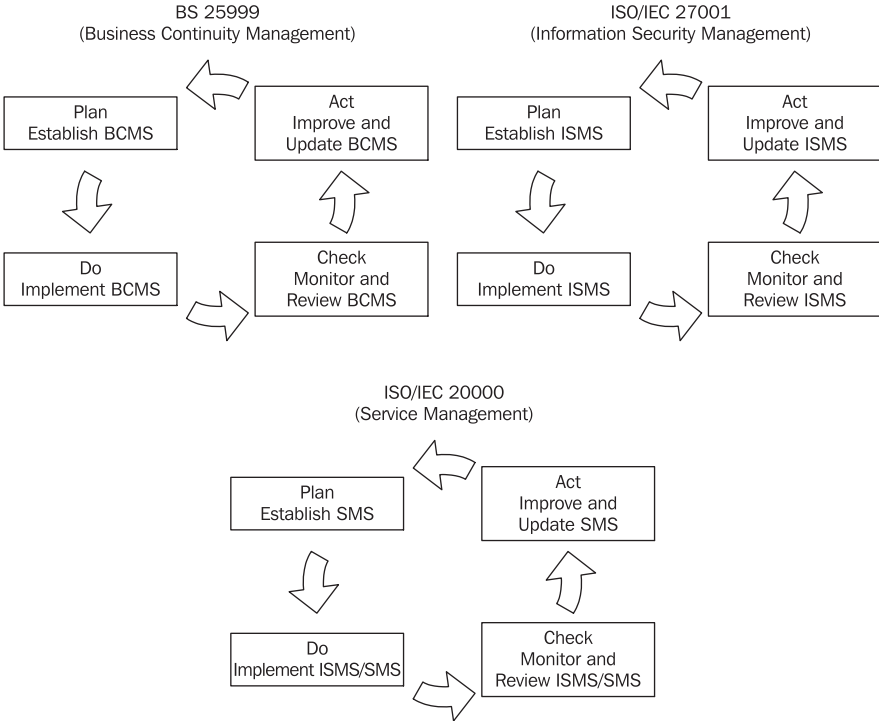 BS 25999
(Business Continuity Management)
Plan
Establish BCMS
Act
Improve and
Update BCMS
Do
Implement BCMS
Check
Monitor and
Review BCMS
ISO/IEC 27001
(Information Security Management)
Plan
Establish ISMS
Act
Improve and
Update ISMS
Do
Implement ISMS
Check
Monitor and
Review ISMS
ISO/IEC 20000
(Service Management)
Plan
Establish SMS
Act
Improve and
Update SMS
Do
Implement ISMS/SMS
Check
Monitor and
Review ISMS/SMS